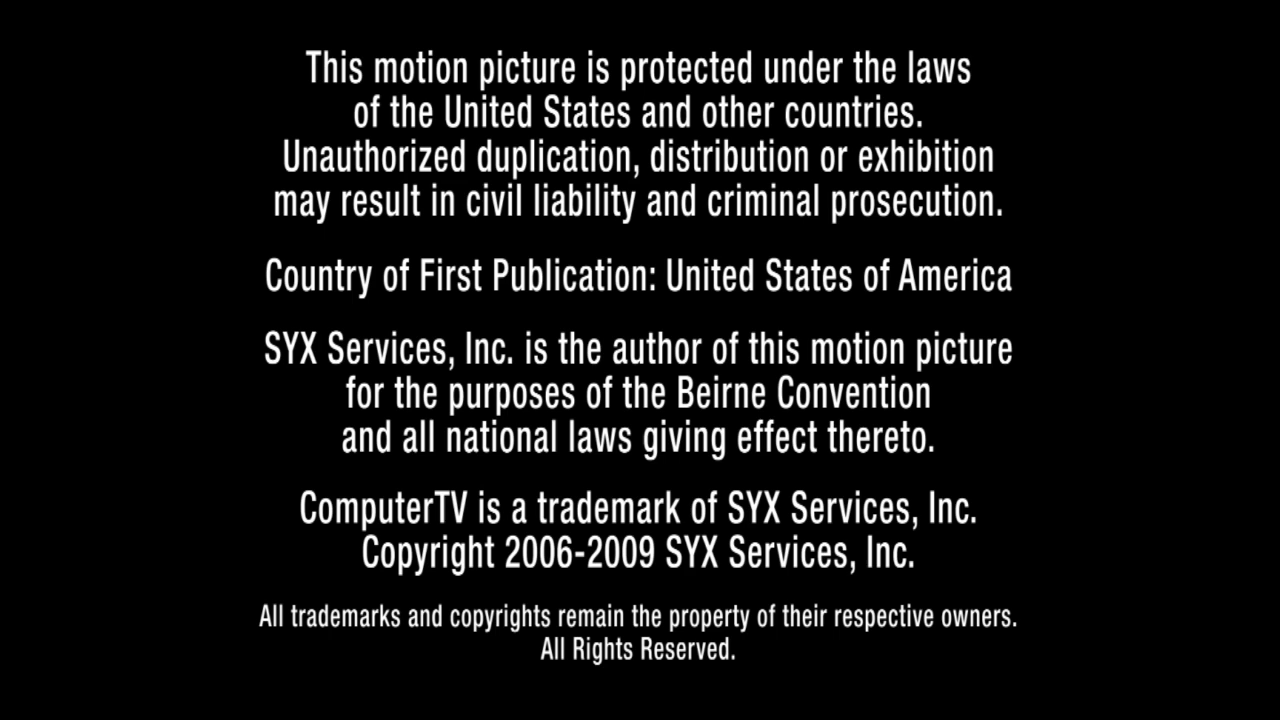 This motion picture is protected under the laws
of the United States and other countries.
Unauthorized duplication, distribution or exhibition
may result in civil liability and criminal prosecution.
Country of First Publication: United States of America
SYX Services, Inc. is the author of this motion picture
for the purposes of the Beirne Convention
and all national laws giving effect thereto.
ComputerTV is a trademark of SYX Services, Inc.
Copyright 2006-2009 SYX Services, Inc.
All trademarks and copyrights remain the property of their respective owners.
All Rights Reserved.